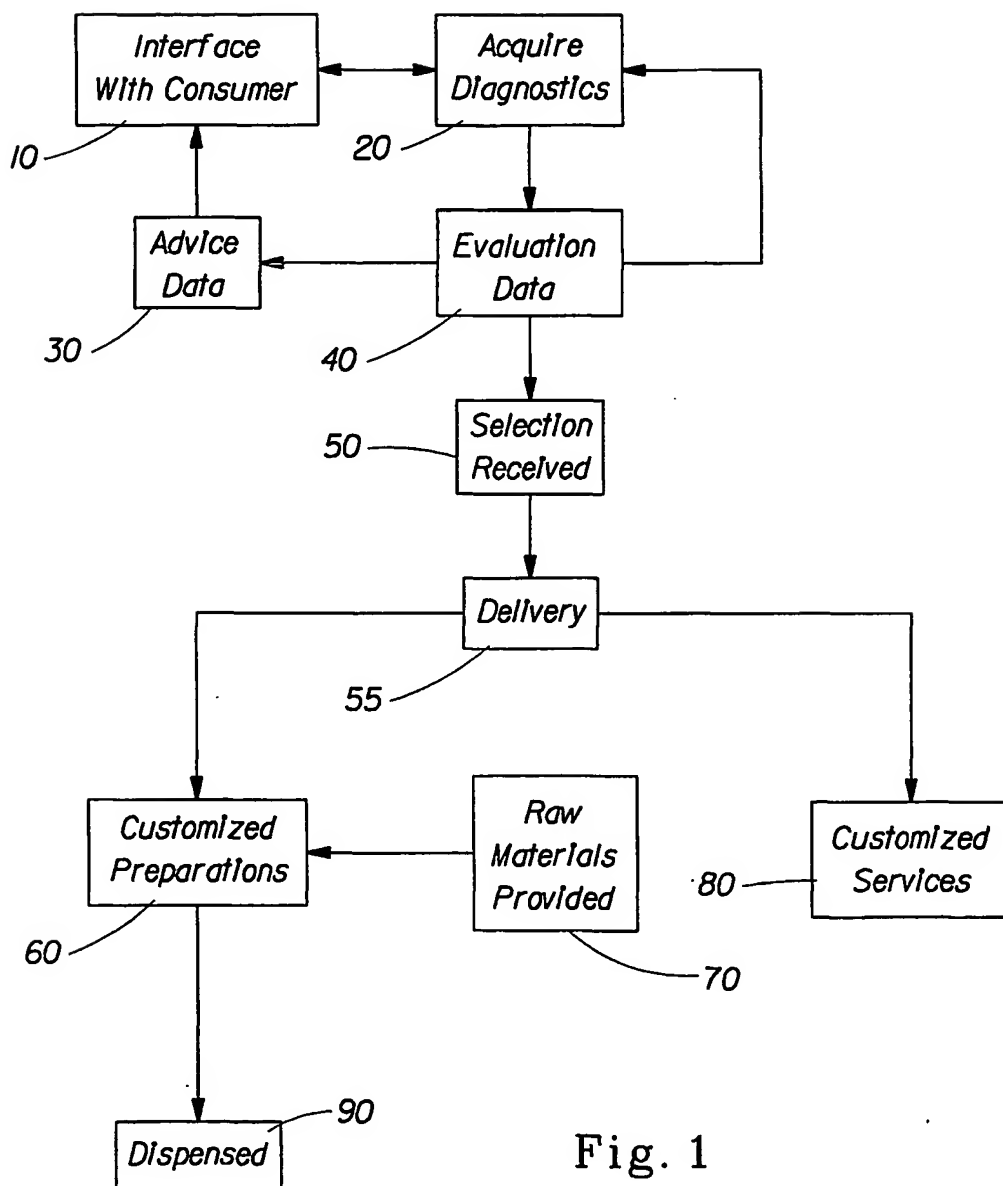 Interface
With Consumer
10
Acquire
Diagnostics
20
Advice
Data
30
Evaluation
Data
40
Selection
Received
50
Delivery
55
Customized
Preparations
60
Raw
Materials
Provided
70
Customized
Services
80
Dispensed
90
Fig. 1